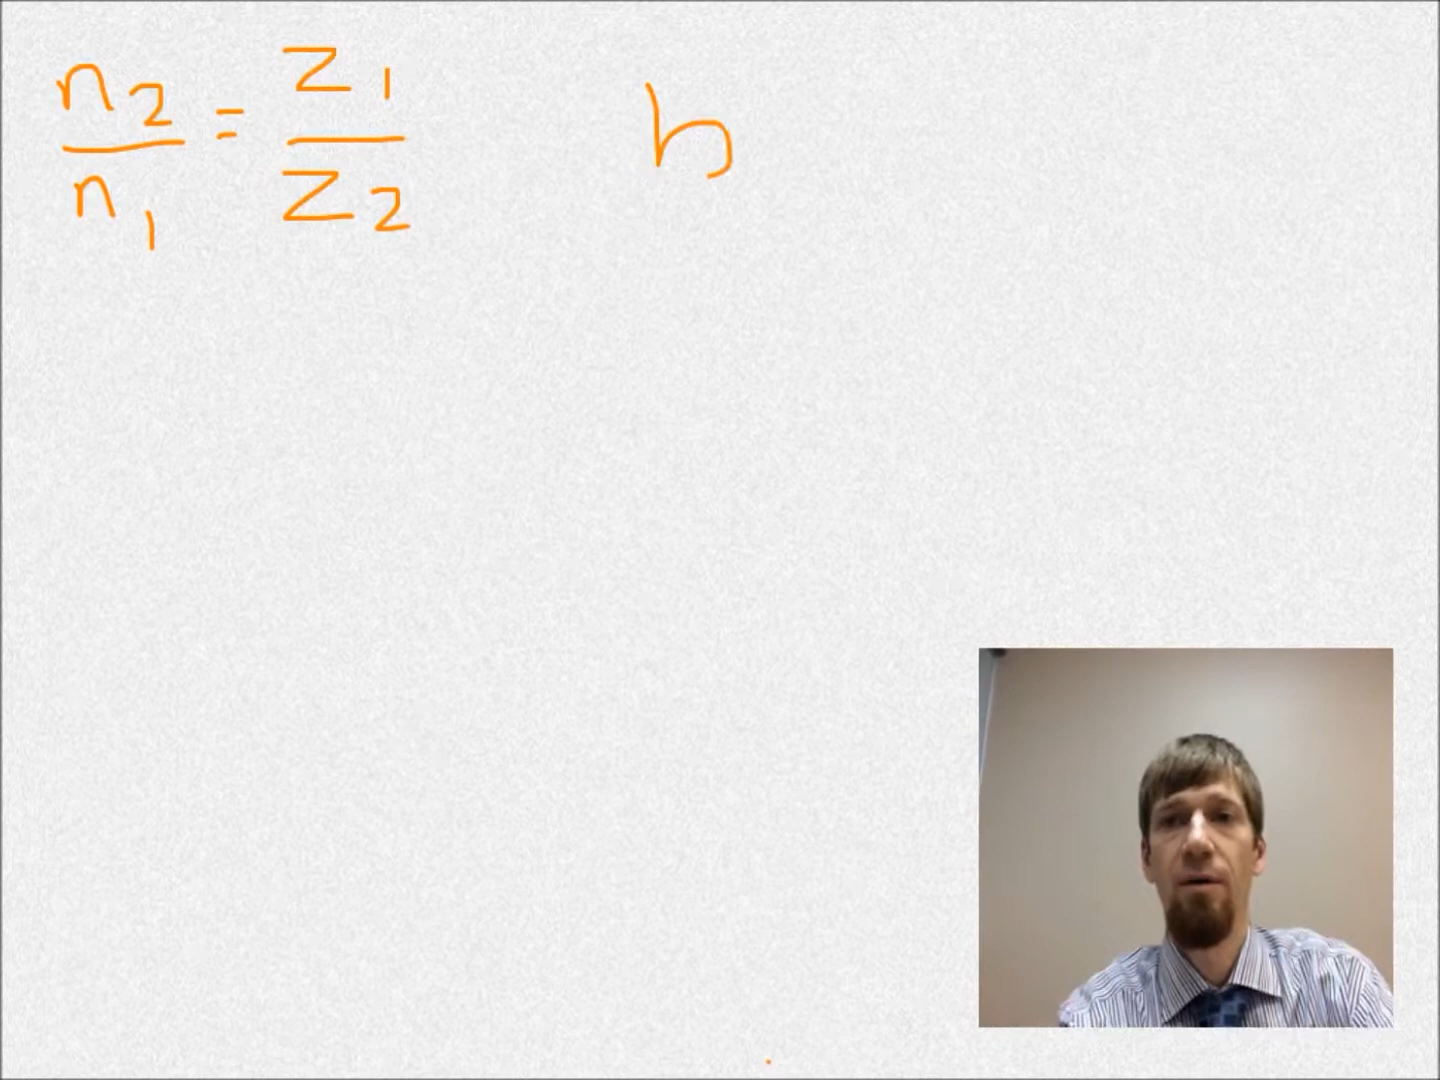 n₂/n₁ = z₁/z₂ h